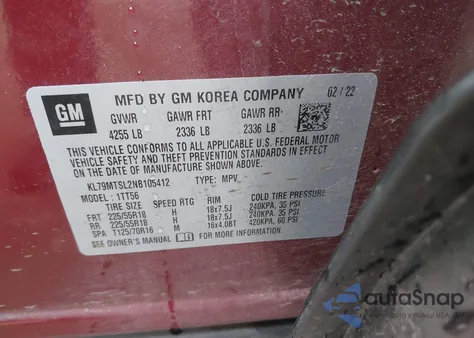 GM
MFD BY GM KOREA COMPANY 02 / 22
GVWR GAWR FRT GAWR RR
4255 LB 2336 LB 2336 LB
THIS VEHICLE CONFORMS TO ALL APPLICABLE U.S. FEDERAL MOTOR
VEHICLE SAFETY AND THEFT PREVENTION STANDARDS IN EFFECT
ON THE DATE OF MANUFACTURE SHOWN ABOVE.
KL79MTSL2NB105412 TYPE: MPV
MODEL: 1TT56
TIRE SIZE SPEED RTG RIM COLD TIRE PRESSURE
FRT 225/55R18 H 18x7.5J 240KPA, 35 PSI
RR 225/55R18 H 18x7.5J 240KPA, 35 PSI
SPA T125/70R16 M 16x4.0BT 420KPA, 60 PSI
SEE OWNER'S MANUAL FOR MORE INFORMATION.
autoSnap